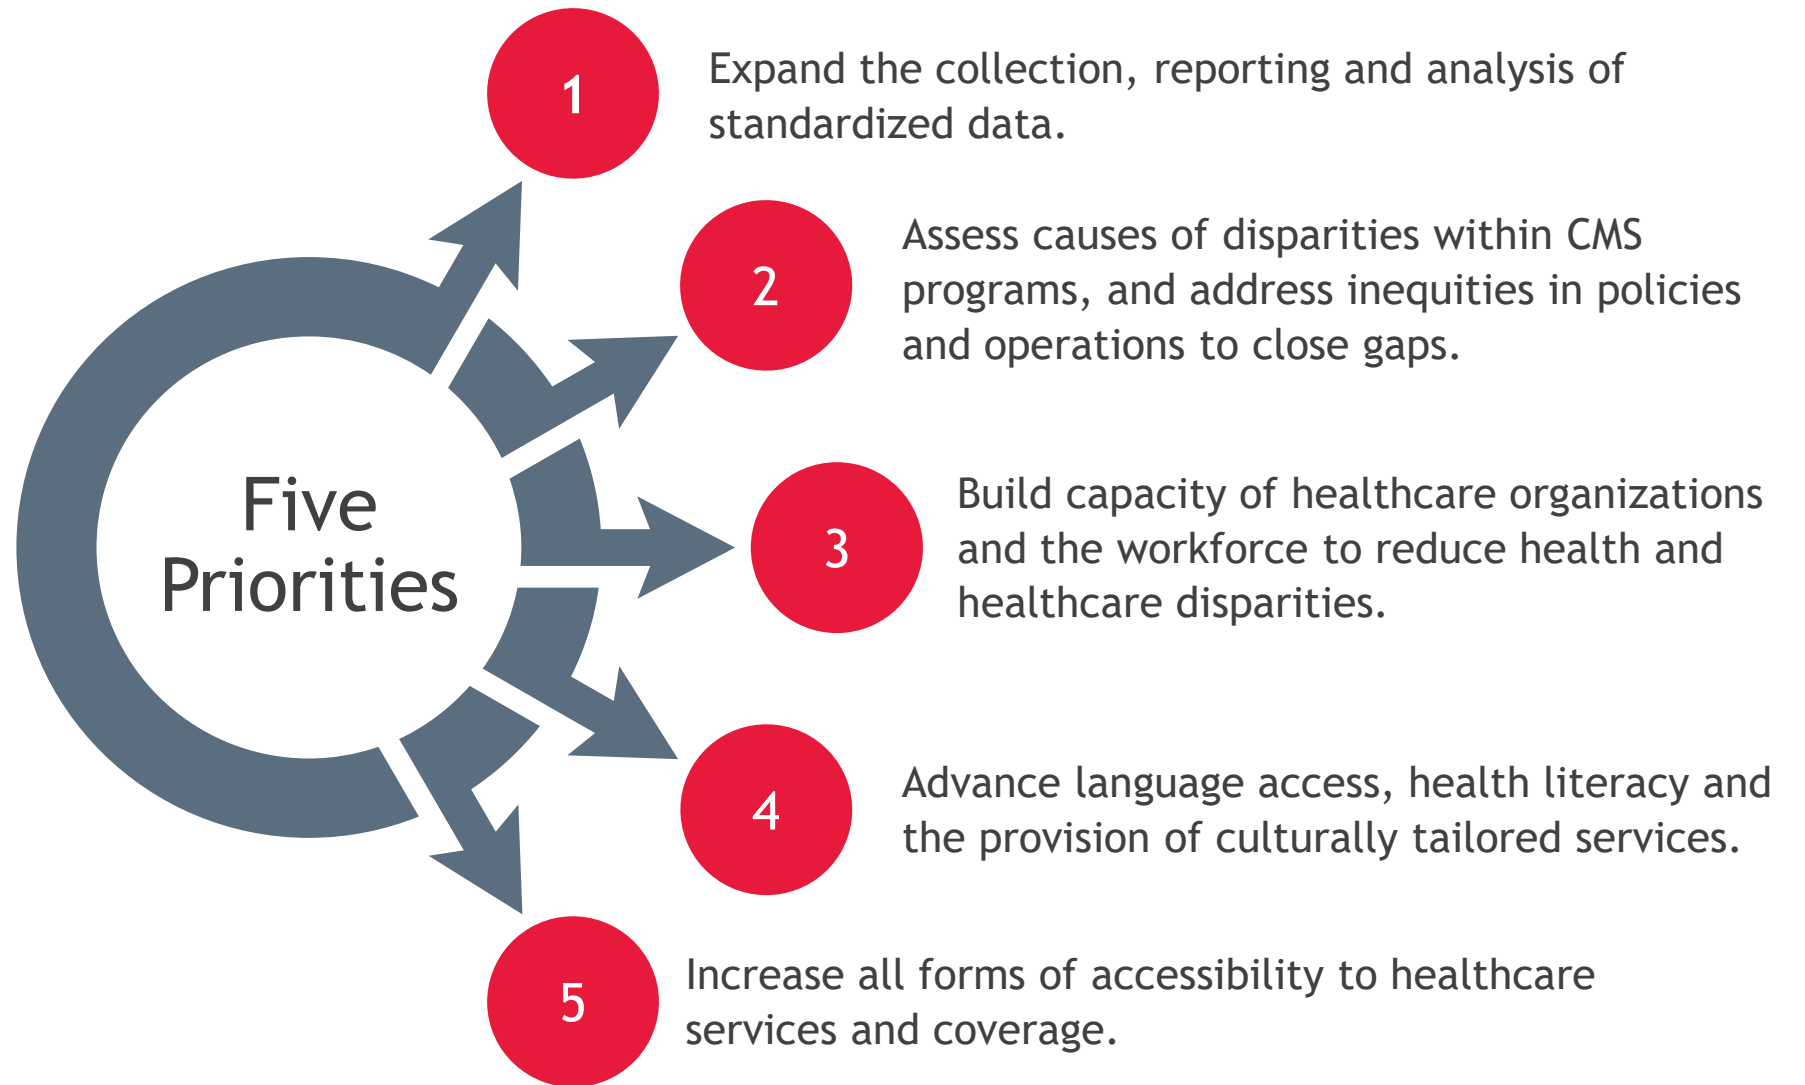 Five
Priorities
1
Expand the collection, reporting and analysis of
standardized data.
2
Assess causes of disparities within CMS
programs, and address inequities in policies
and operations to close gaps.
3
Build capacity of healthcare organizations
and the workforce to reduce health and
healthcare disparities.
4
Advance language access, health literacy and
the provision of culturally tailored services.
5
Increase all forms of accessibility to healthcare
services and coverage.